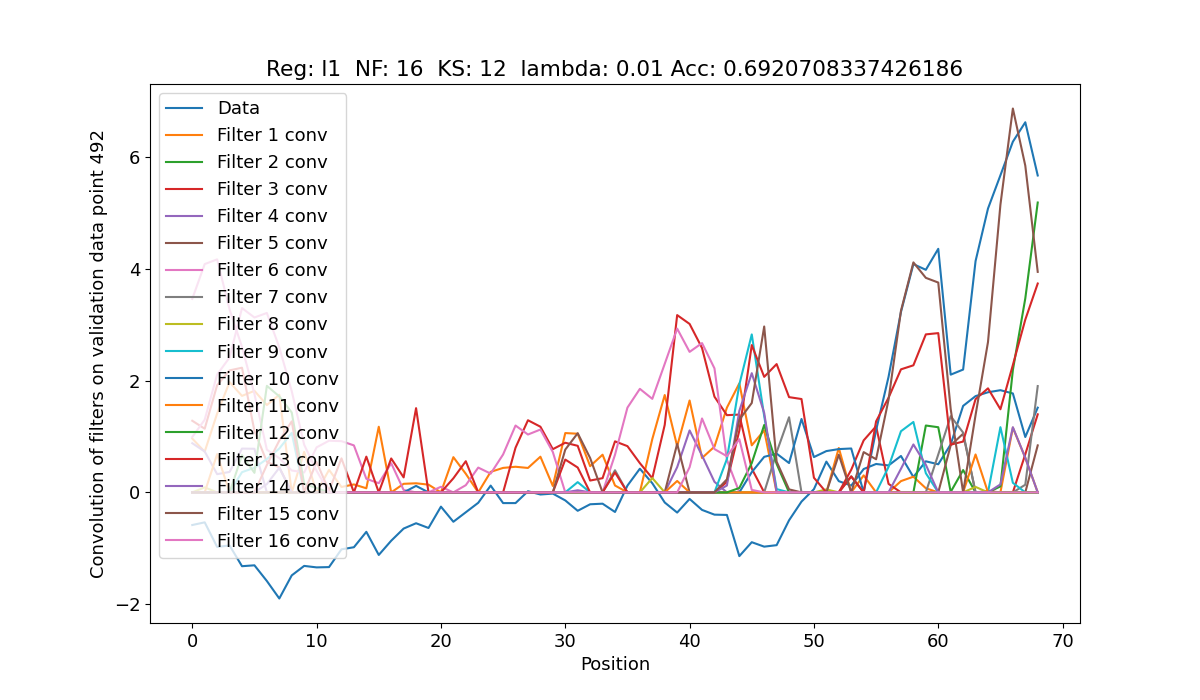 Reg: l1  NF: 16  KS: 12  lambda: 0.01 Acc: 0.6920708337426186
Convolution of filters on validation data point 492
6
4
2
0
−2
Data
Filter 1 conv
Filter 2 conv
Filter 3 conv
Filter 4 conv
Filter 5 conv
Filter 6 conv
Filter 7 conv
Filter 8 conv
Filter 9 conv
Filter 10 conv
Filter 11 conv
Filter 12 conv
Filter 13 conv
Filter 14 conv
Filter 15 conv
Filter 16 conv
0 10 20 30 40 50 60 70
Position